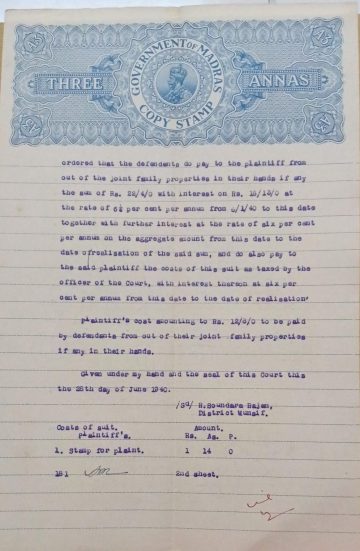 THREE ANNAS
GOVERNMENT OF MADRAS
COPY STAMP
ordered that the defendants do pay to the plaintiff from
out of the joint family properties in their hands if any
the sum of Rs. 22/4/0 with interest on Rs. 15/13/0 at
the rate of 6¼ per cent per annum from /1/40 to this date
together with further interest at the rate of six per cent
per annum on the aggregate amount from this date to the
date ofrealisation of the said sum, and do also pay to
the said plaintiff the costs of this suit as taxed by the
officer of the Court, with interest thereon at six per
cent per annum from this date to the date of realisation'
plaintiff's cost amounting to Rs. 12/6/0 to be paid
by defendants from out of their joint family properties
if any in their hands.
Given under my hand and the seal of this Court this
the 28th day of June 1940.
/Sd/ H.Soundara Rajan,
District Munsif.
Costs of suit. Amount.
Plaintiff's. Rs. As. P.
1. Stamp for plaint. 1 14 0
2nd sheet.